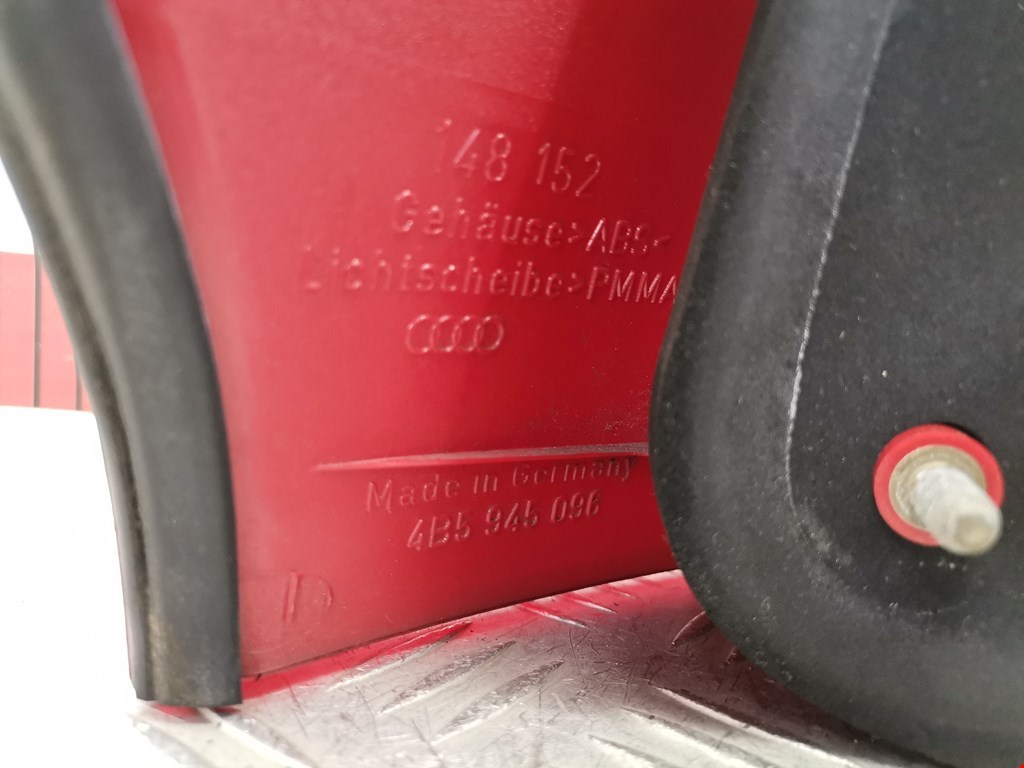 148 152
Gehäuse>ABS<
Lichtscheibe>PMMA
Made in Germany
4B5 945 096